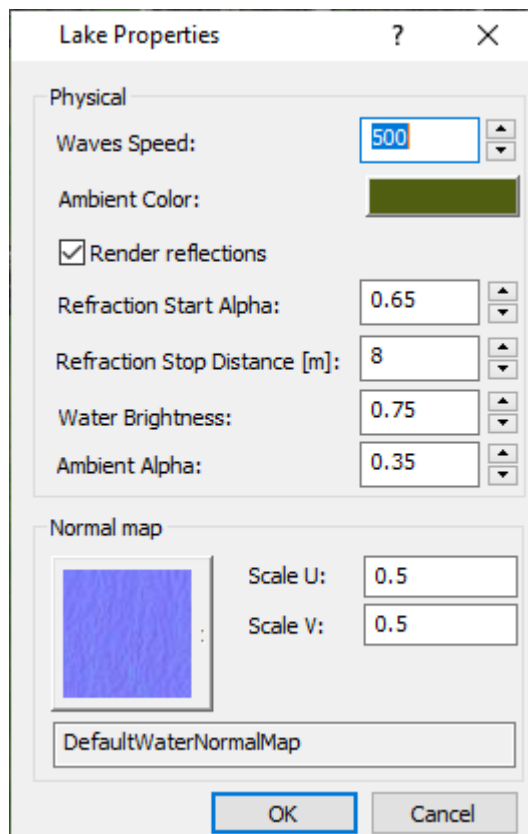 Lake Properties ?
Physical
Waves Speed: 500
Ambient Color:
Render reflections
Refraction Start Alpha: 0.65
Refraction Stop Distance [m]: 8
Water Brightness: 0.75
Ambient Alpha: 0.35
Normal map
Scale U: 0.5
Scale V: 0.5
DefaultWaterNormalMap
OK Cancel